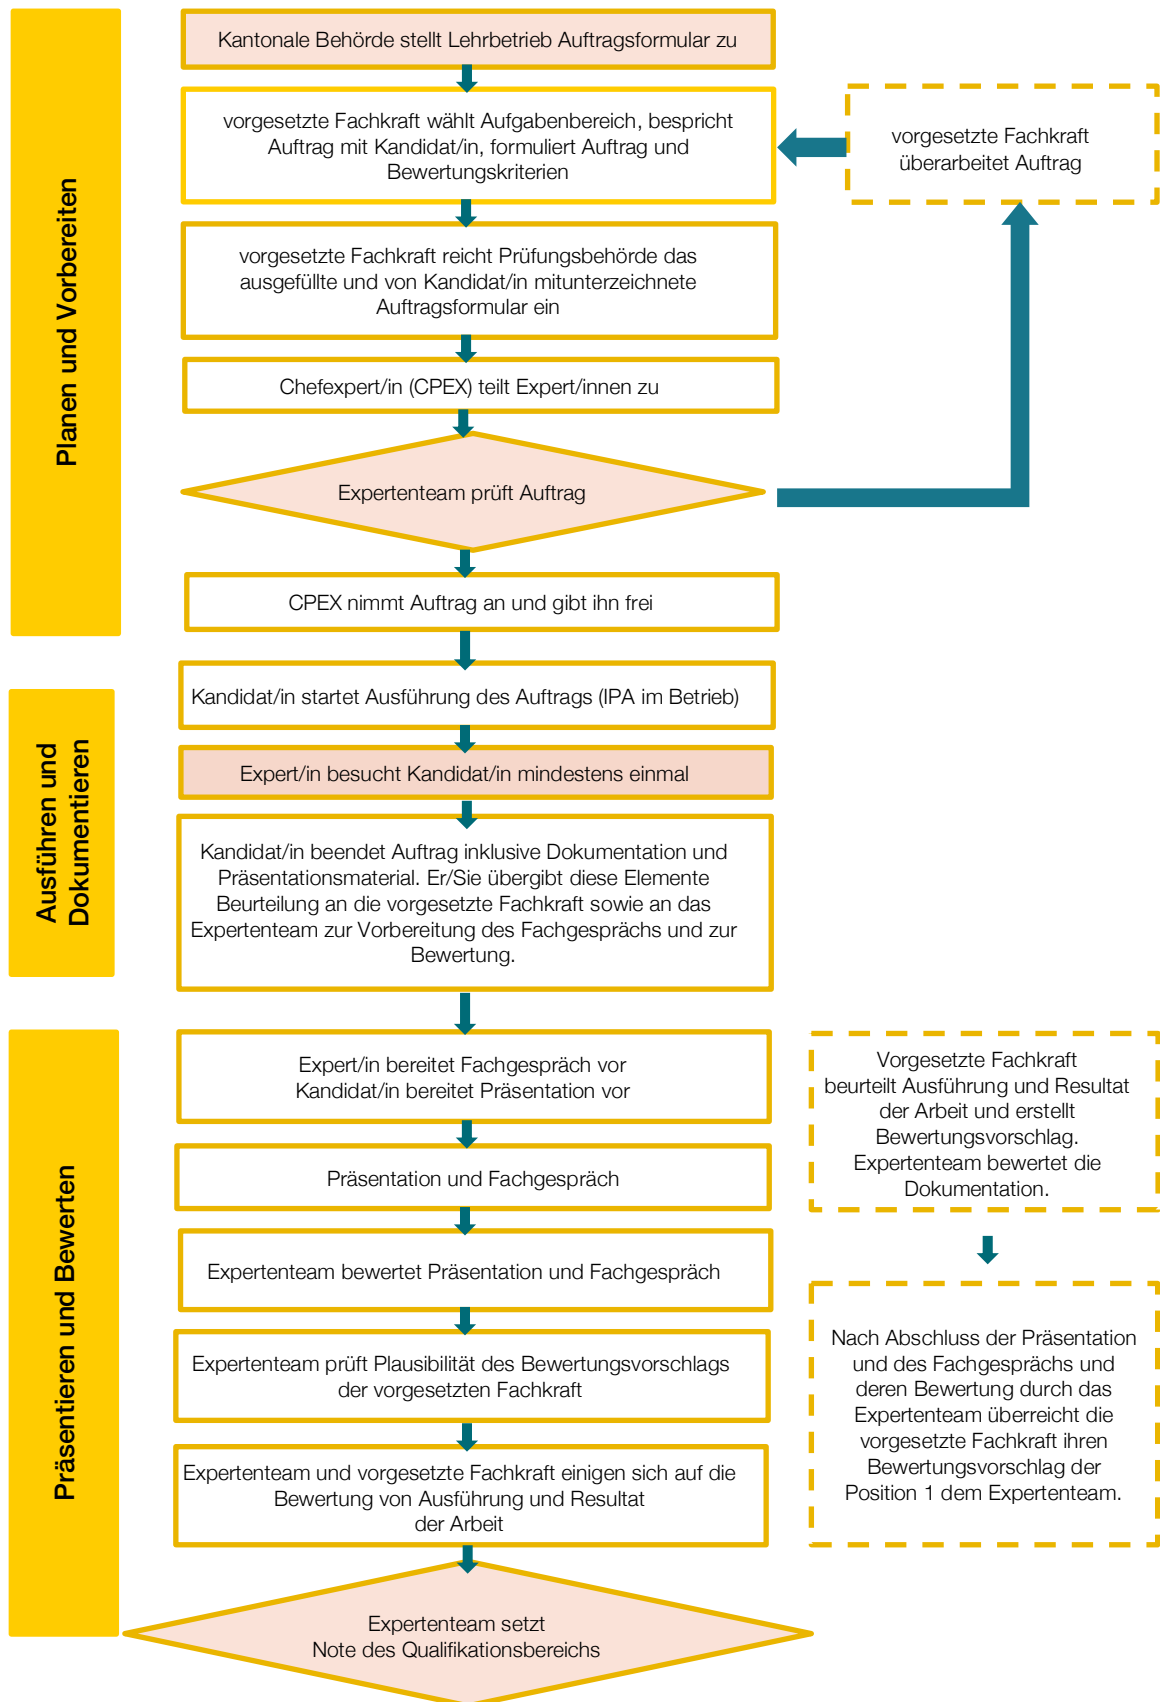 Planen und Vorbereiten
Kantonale Behörde stellt Lehrbetrieb Auftragsformular zu
vorgesetzte Fachkraft wählt Aufgabenbereich, bespricht
Auftrag mit Kandidat/in, formuliert Auftrag und
Bewertungskriterien
vorgesetzte Fachkraft
überarbeitet Auftrag
vorgesetzte Fachkraft reicht Prüfungsbehörde das
ausgefüllte und von Kandidat/in mitunterzeichnete
Auftragsformular ein
Chefexpert/in (CPEX) teilt Expert/innen zu
Expertenteam prüft Auftrag
CPEX nimmt Auftrag an und gibt ihn frei
Ausführen und
Dokumentieren
Kandidat/in startet Ausführung des Auftrags (IPA im Betrieb)
Expert/in besucht Kandidat/in mindestens einmal
Kandidat/in beendet Auftrag inklusive Dokumentation und
Präsentationsmaterial. Er/Sie übergibt diese Elemente
Beurteilung an die vorgesetzte Fachkraft sowie an das
Expertenteam zur Vorbereitung des Fachgesprächs und zur
Bewertung.
Präsentieren und Bewerten
Expert/in bereitet Fachgespräch vor
Kandidat/in bereitet Präsentation vor
Präsentation und Fachgespräch
Expertenteam bewertet Präsentation und Fachgespräch
Expertenteam prüft Plausibilität des Bewertungsvorschlags
der vorgesetzten Fachkraft
Expertenteam und vorgesetzte Fachkraft einigen sich auf die
Bewertung von Ausführung und Resultat
der Arbeit
Expertenteam setzt
Note des Qualifikationsbereichs
Vorgesetzte Fachkraft
beurteilt Ausführung und Resultat
der Arbeit und erstellt
Bewertungsvorschlag.
Expertenteam bewertet die
Dokumentation.
Nach Abschluss der Präsentation
und des Fachgesprächs und
deren Bewertung durch das
Expertenteam überreicht die
vorgesetzte Fachkraft ihren
Bewertungsvorschlag der
Position 1 dem Expertenteam.